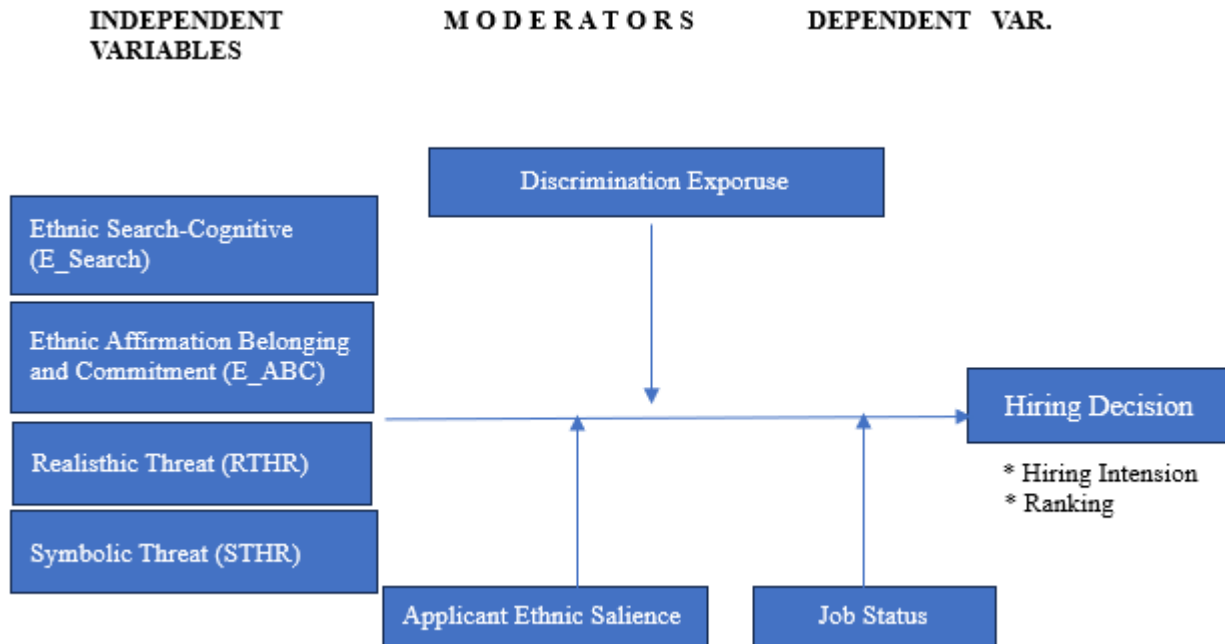 INDEPENDENT VARIABLES
M O D E R A T O R S
DEPENDENT VAR.
Discrimination Exporuse
Ethnic Search-Cognitive
(E_Search)
Ethnic Affirmation Belonging
and Commitment (E_ABC)
Realisthic Threat (RTHR)
Symbolic Threat (STHR)
Hiring Decision
* Hiring Intension
* Ranking
Applicant Ethnic Salience
Job Status